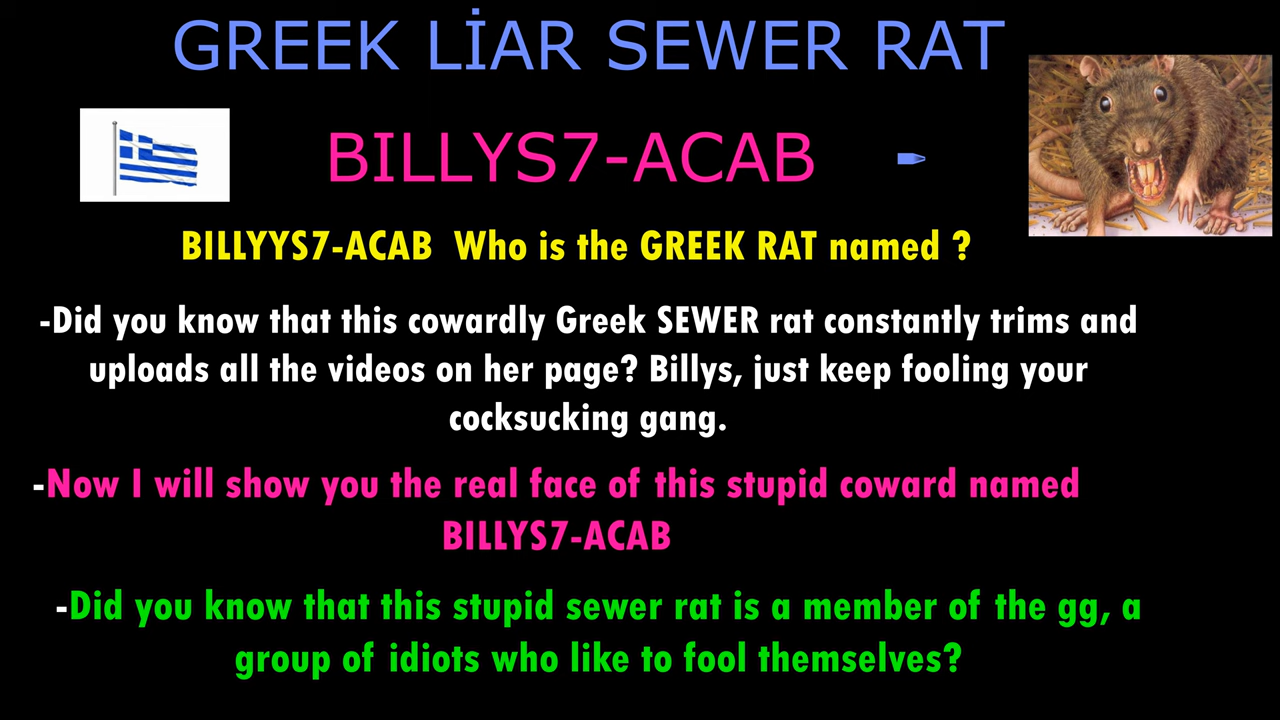 GREEK LİAR SEWER RAT
BILLYS7-ACAB
BILLYYS7-ACAB Who is the GREEK RAT named ?
-Did you know that this cowardly Greek SEWER rat constantly trims and
uploads all the videos on her page? Billys, just keep fooling your
cocksucking gang.
-Now I will show you the real face of this stupid coward named
BILLYS7-ACAB
-Did you know that this stupid sewer rat is a member of the gg, a
group of idiots who like to fool themselves?